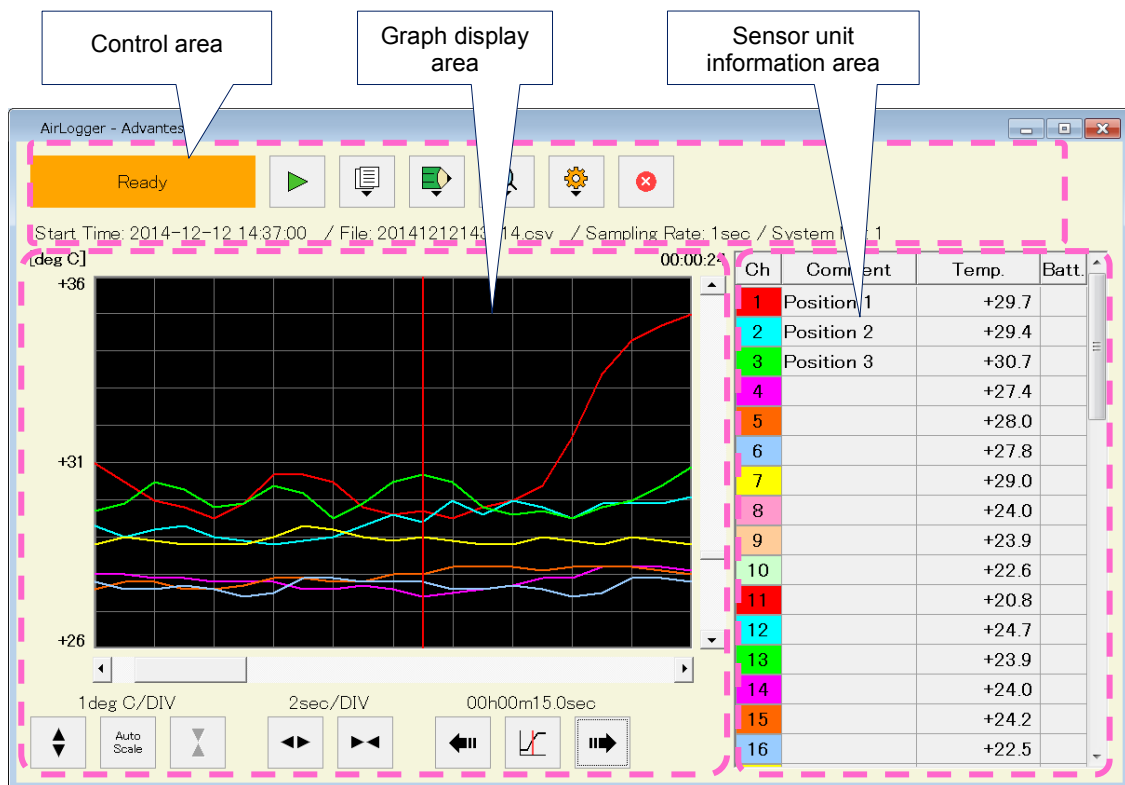 Control area
Graph display
area
Sensor unit
information area
AirLogger - Advantes
Ready
Start Time: 2014-12-12 14:37:00 / File: 20141212143 14.csv / Sampling Rate: 1sec / System 1
[deg C]
00:00:24
+36
+31
+26
Ch Comment Temp. Batt.
1 Position 1 +29.7
2 Position 2 +29.4
3 Position 3 +30.7
4 +27.4
5 +28.0
6 +27.8
7 +29.0
8 +24.0
9 +23.9
10 +22.6
11 +20.8
12 +24.7
13 +23.9
14 +24.0
15 +24.2
16 +22.5
1deg C/DIV 2sec/DIV 00h00m15.0sec
Auto
Scale